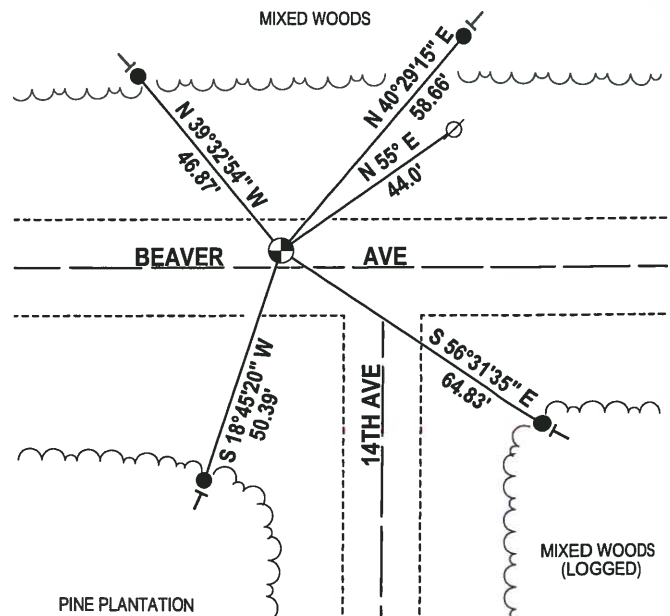 MIXED WOODS
N 39°32'54" W
46.87'
N 40°29'15" E
58.66'
N 55° E
44.0'
BEAVER AVE
S 18°45'20" W
50.39'
14TH AVE
S 56°31'35" E
64.83'
MIXED WOODS
(LOGGED)
PINE PLANTATION